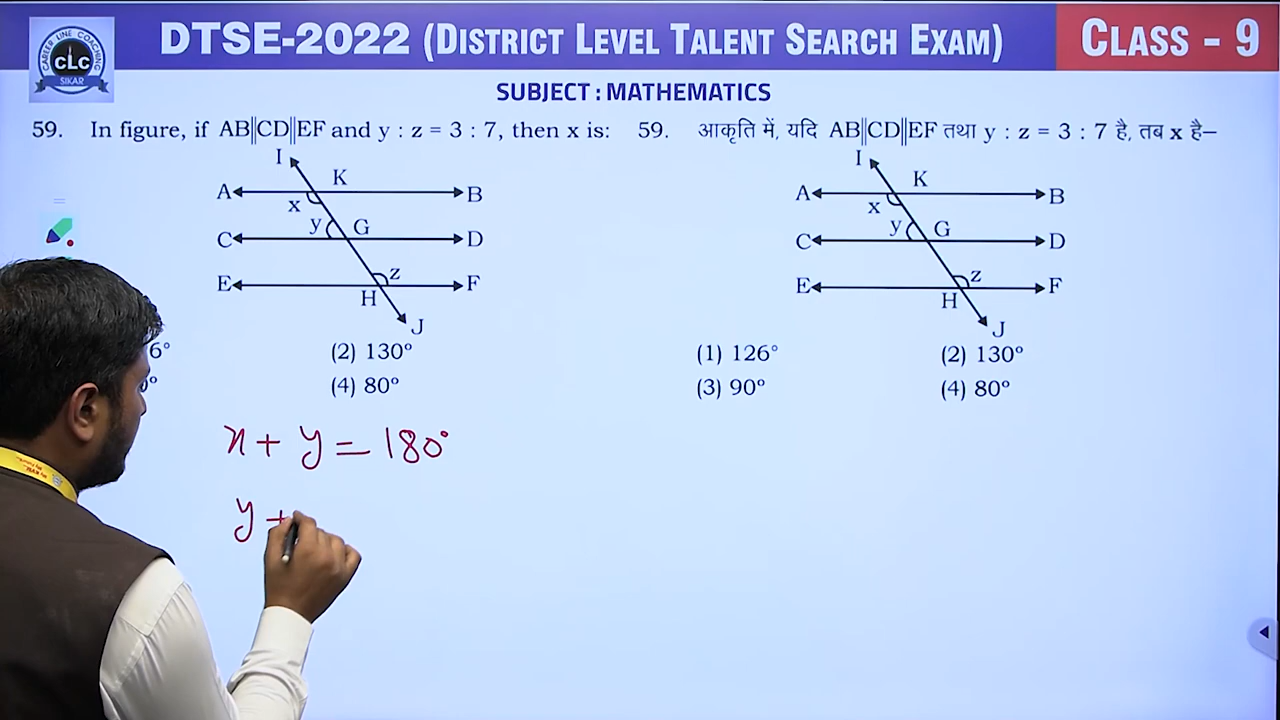 CAREER LINE COACHING
CLC
SIKAR
DTSE-2022 (DISTRICT LEVEL TALENT SEARCH EXAM)
CLASS - 9
SUBJECT : MATHEMATICS
59. In figure, if AB||CD||EF and y : z = 3 : 7, then x is:
I
K
A B
x
y G
C D
z
E F
H
J
6°
(2) 130°
0°
(4) 80°
59. आकृति में, यदि AB||CD||EF तथा y : z = 3 : 7 है, तब x है–
I
K
A B
x
y G
C D
z
E F
H
J
(1) 126° (2) 130°
(3) 90° (4) 80°
x + y = 180°
y +